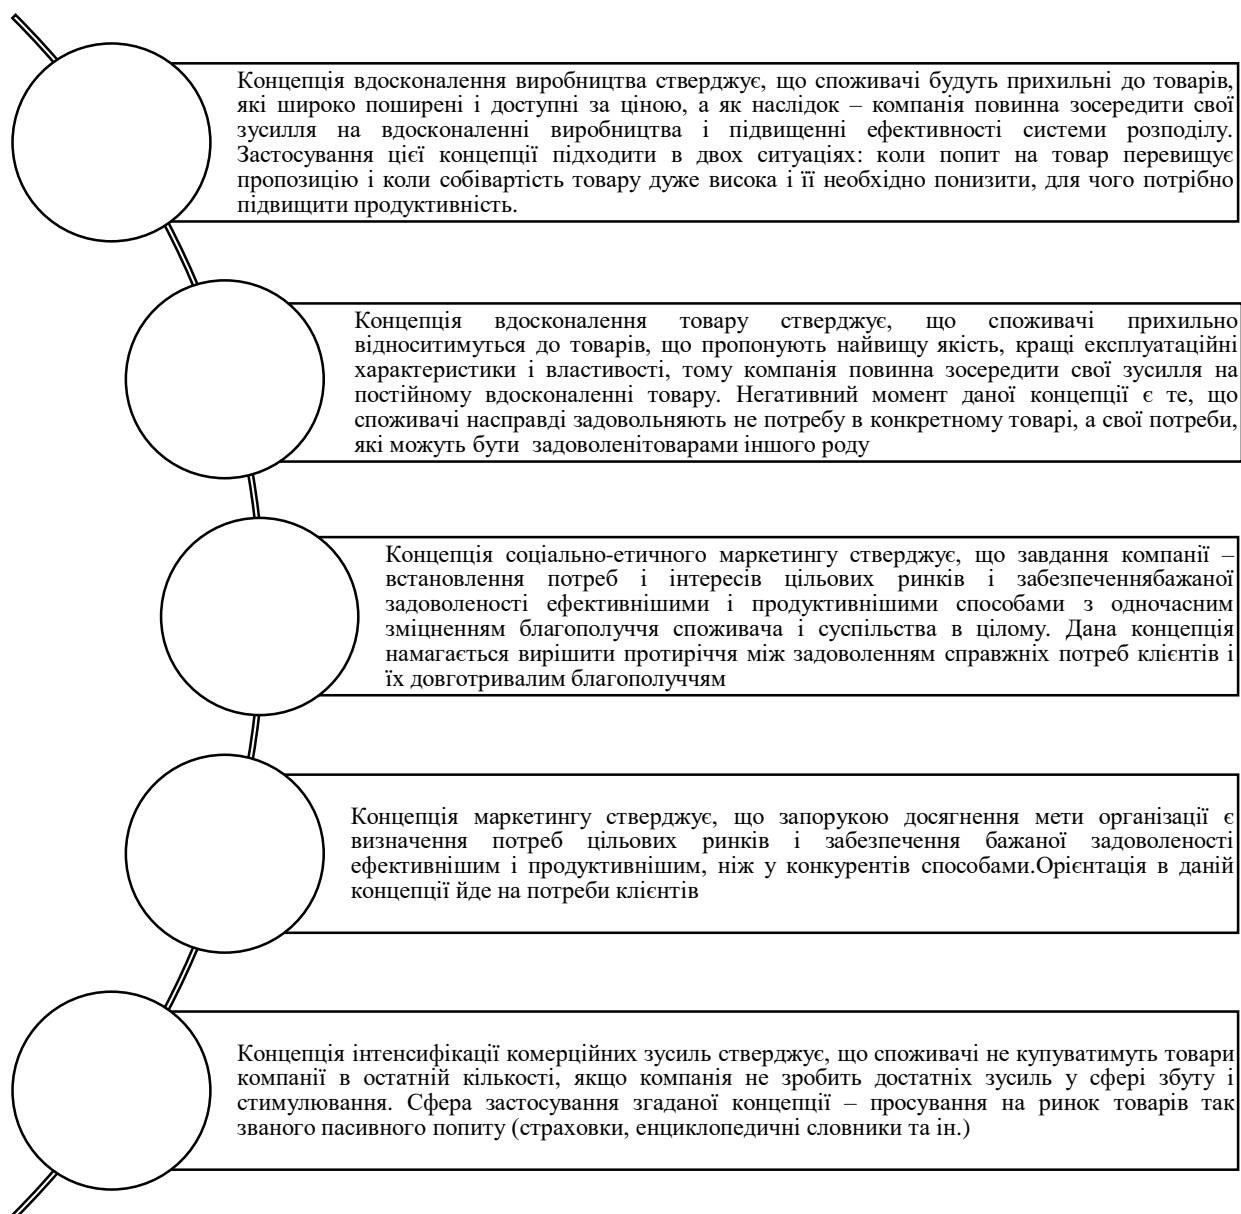 Концепція вдосконалення виробництва стверджує, що споживачі будуть прихильні до товарів,
які широко поширені і доступні за ціною, а як наслідок – компанія повинна зосередити свої
зусилля на вдосконаленні виробництва і підвищенні ефективності системи розподілу.
Застосування цієї концепції підходити в двох ситуаціях: коли попит на товар перевищує
пропозицію і коли собівартість товару дуже висока і її необхідно понизити, для чого потрібно
підвищити продуктивність.
Концепція вдосконалення товару стверджує, що споживачі прихильно
відноситимуться до товарів, що пропонують найвищу якість, кращі експлуатаційні
характеристики і властивості, тому компанія повинна зосередити свої зусилля на
постійному вдосконаленні товару. Негативний момент даної концепції є те, що
споживачі насправді задовольняють не потребу в конкретному товарі, а свої потреби,
які можуть бути  задоволенітоварами іншого роду
Концепція соціально-етичного маркетингу стверджує, що завдання компанії –
встановлення потреб і інтересів цільових ринків і забезпеченнябажаної
задоволеності ефективнішими і продуктивнішими способами з одночасним
зміцненням благополуччя споживача і суспільства в цілому. Дана концепція
намагається вирішити протиріччя між задоволенням справжніх потреб клієнтів і
їх довготривалим благополуччям
Концепція маркетингу стверджує, що запорукою досягнення мети організації є
визначення потреб цільових ринків і забезпечення бажаної задоволеності
ефективнішим і продуктивнішим, ніж у конкурентів способами.Орієнтація в даній
концепції йде на потреби клієнтів
Концепція інтенсифікації комерційних зусиль стверджує, що споживачі не купуватимуть товари
компанії в остатній кількості, якщо компанія не зробить достатніх зусиль у сфері збуту і
стимулювання. Сфера застосування згаданої концепції – просування на ринок товарів так
званого пасивного попиту (страховки, енциклопедичні словники та ін.)